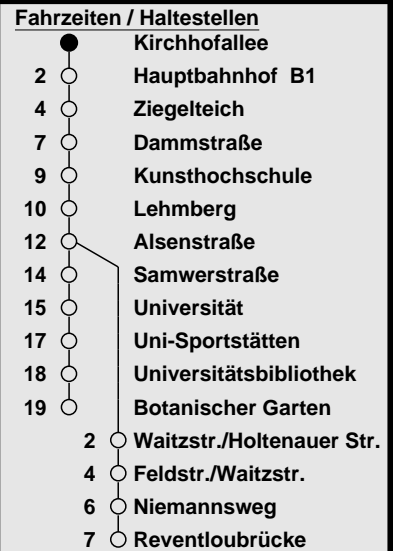 Fahrzeiten / Haltestellen
Kirchhofallee
2 Hauptbahnhof B1
4 Ziegelteich
7 Dammstraße
9 Kunsthochschule
10 Lehmberg
12 Alsenstraße
14 Samwerstraße
15 Universität
17 Uni-Sportstätten
18 Universitätsbibliothek
19 Botanischer Garten
2 Waitzstr./Holtenauer Str.
4 Feldstr./Waitzstr.
6 Niemannsweg
7 Reventloubrücke